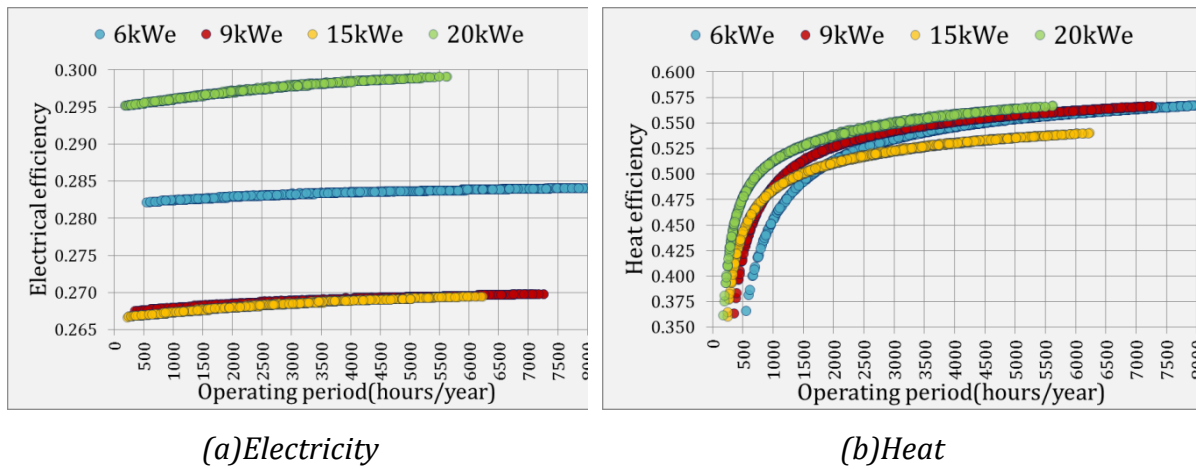 6kWe 9kWe 15kWe 20kWe
Electrical efficiency
0.300
0.295
0.290
0.285
0.280
0.275
0.270
0.265
0 500 1000 1500 2000 2500 3000 3500 4000 4500 5000 5500 6000 6500 7000 7500 8000
Operating period(hours/year)
(a)Electricity
6kWe 9kWe 15kWe 20kWe
Heat efficiency
0.600
0.575
0.550
0.525
0.500
0.475
0.450
0.425
0.400
0.375
0.350
0 500 1000 1500 2000 2500 3000 3500 4000 4500 5000 5500 6000 6500 7000 7500 8000
Operating period(hours/year)
(b)Heat